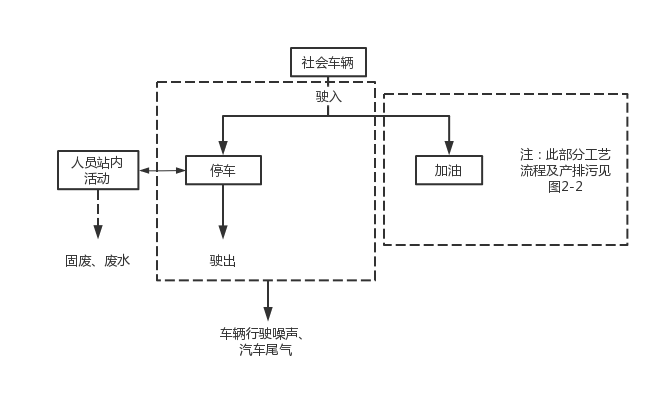 社会车辆
驶入
人员站内
活动
停车
加油
注：此部分工艺
流程及产排污见
图2-2
固废、废水
驶出
车辆行驶噪声、
汽车尾气